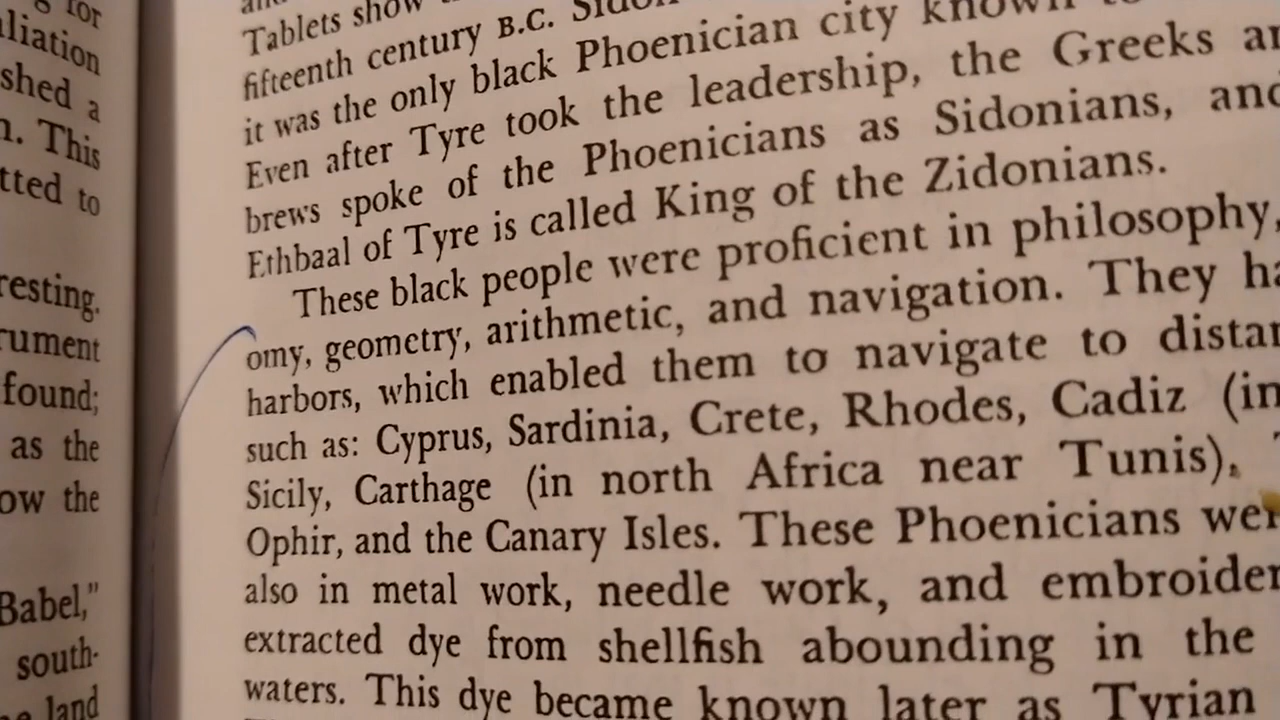 for
liation
shed a
This
tted to
resting.
rument
found;
as the
ow the
Babel,"
south-
land
Tablets show
fifteenth century B.C.
it was the only black Phoenician city known
Even after Tyre took the leadership, the Greeks
brews spoke of the Phoenicians as Sidonians, and
Ethbaal of Tyre is called King of the Zidonians.
These black people were proficient in philosophy,
omy, geometry, arithmetic, and navigation. They
harbors, which enabled them to navigate to
such as: Cyprus, Sardinia, Crete, Rhodes, Cadiz (in
Sicily, Carthage (in north Africa near Tunis),
Ophir, and the Canary Isles. These Phoenicians
also in metal work, needle work, and
extracted dye from shellfish abounding in the
waters. This dye became known later as Tyrian